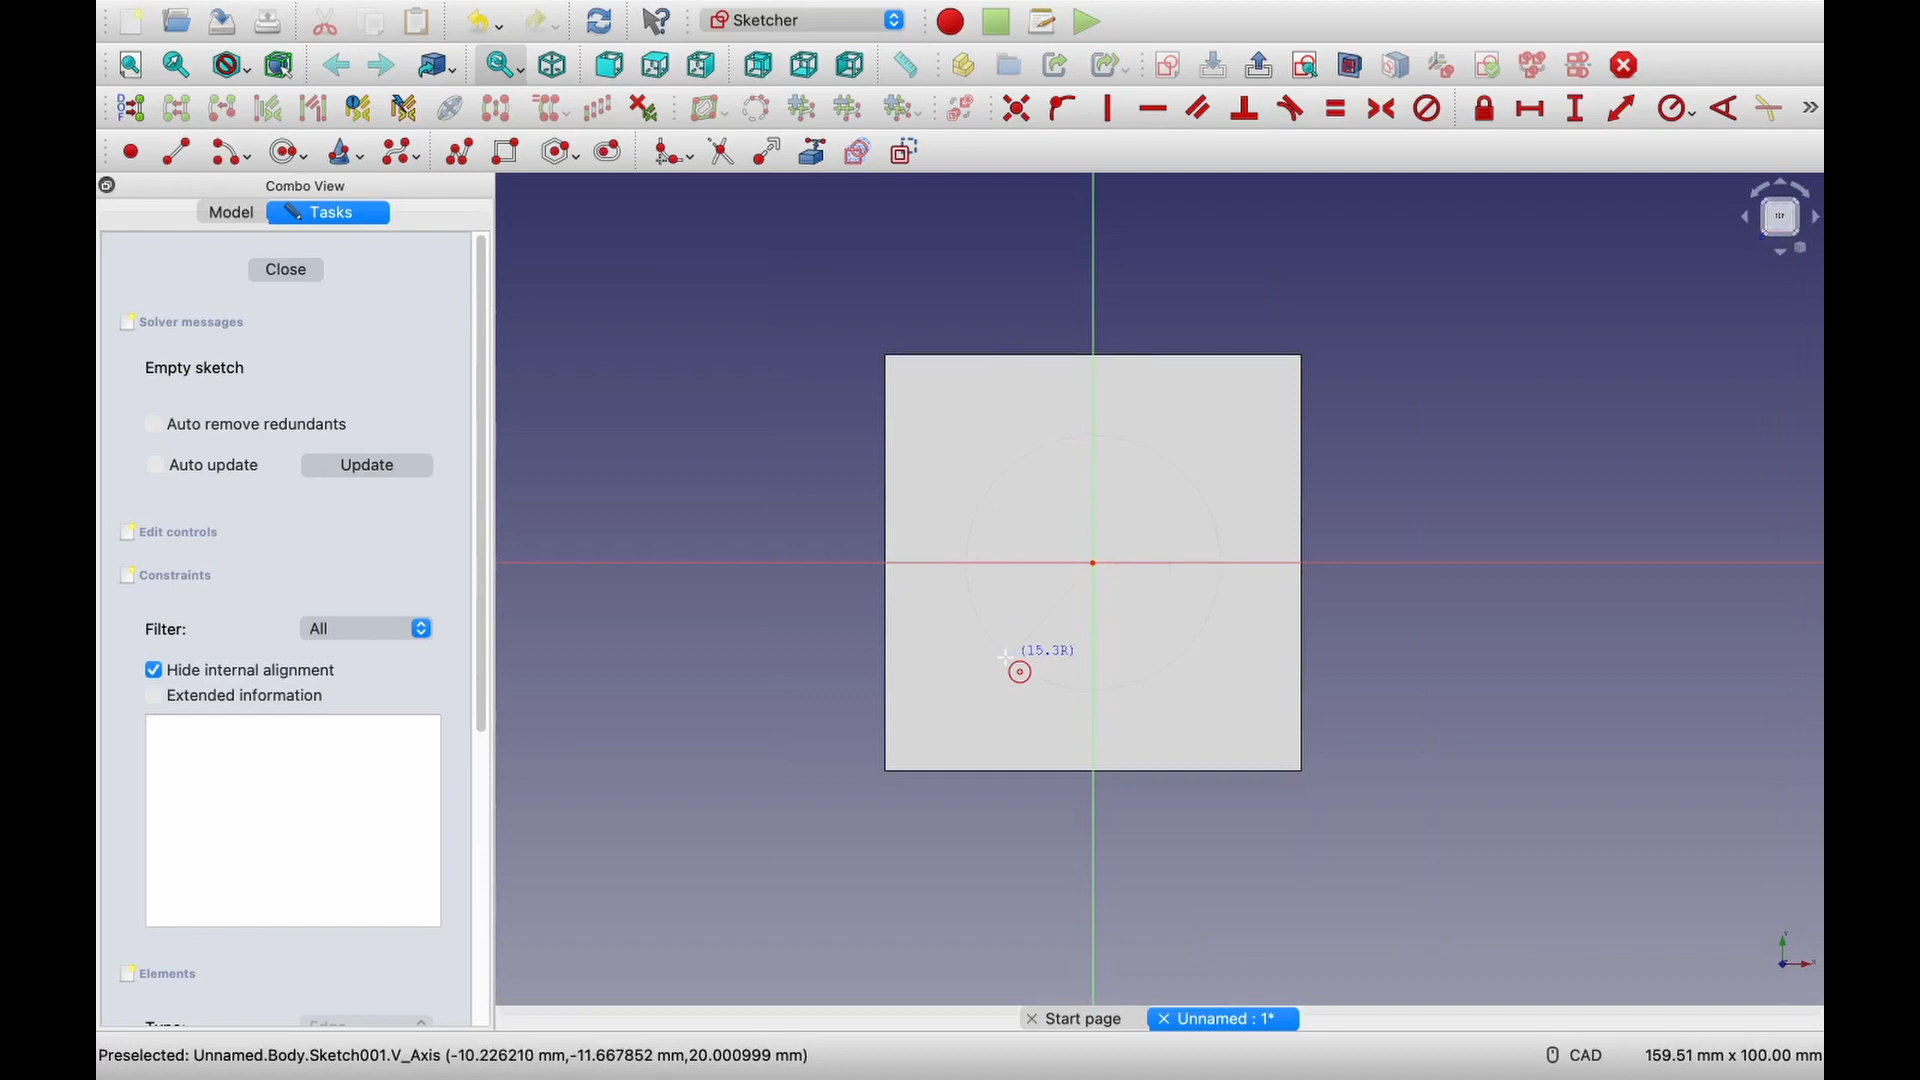 Sketcher
Combo View
Model
Tasks
Close
Solver messages
Empty sketch
Auto remove redundants
Auto update
Update
Edit controls
Constraints
Filter:
All
Hide internal alignment
Extended information
Elements
(15.3R)
TOP
Start page
Unnamed : 1*
Preselected: Unnamed.Body.Sketch001.V_Axis (-10.226210 mm,-11.667852 mm,20.000999 mm)
CAD
159.51 mm x 100.00 mm